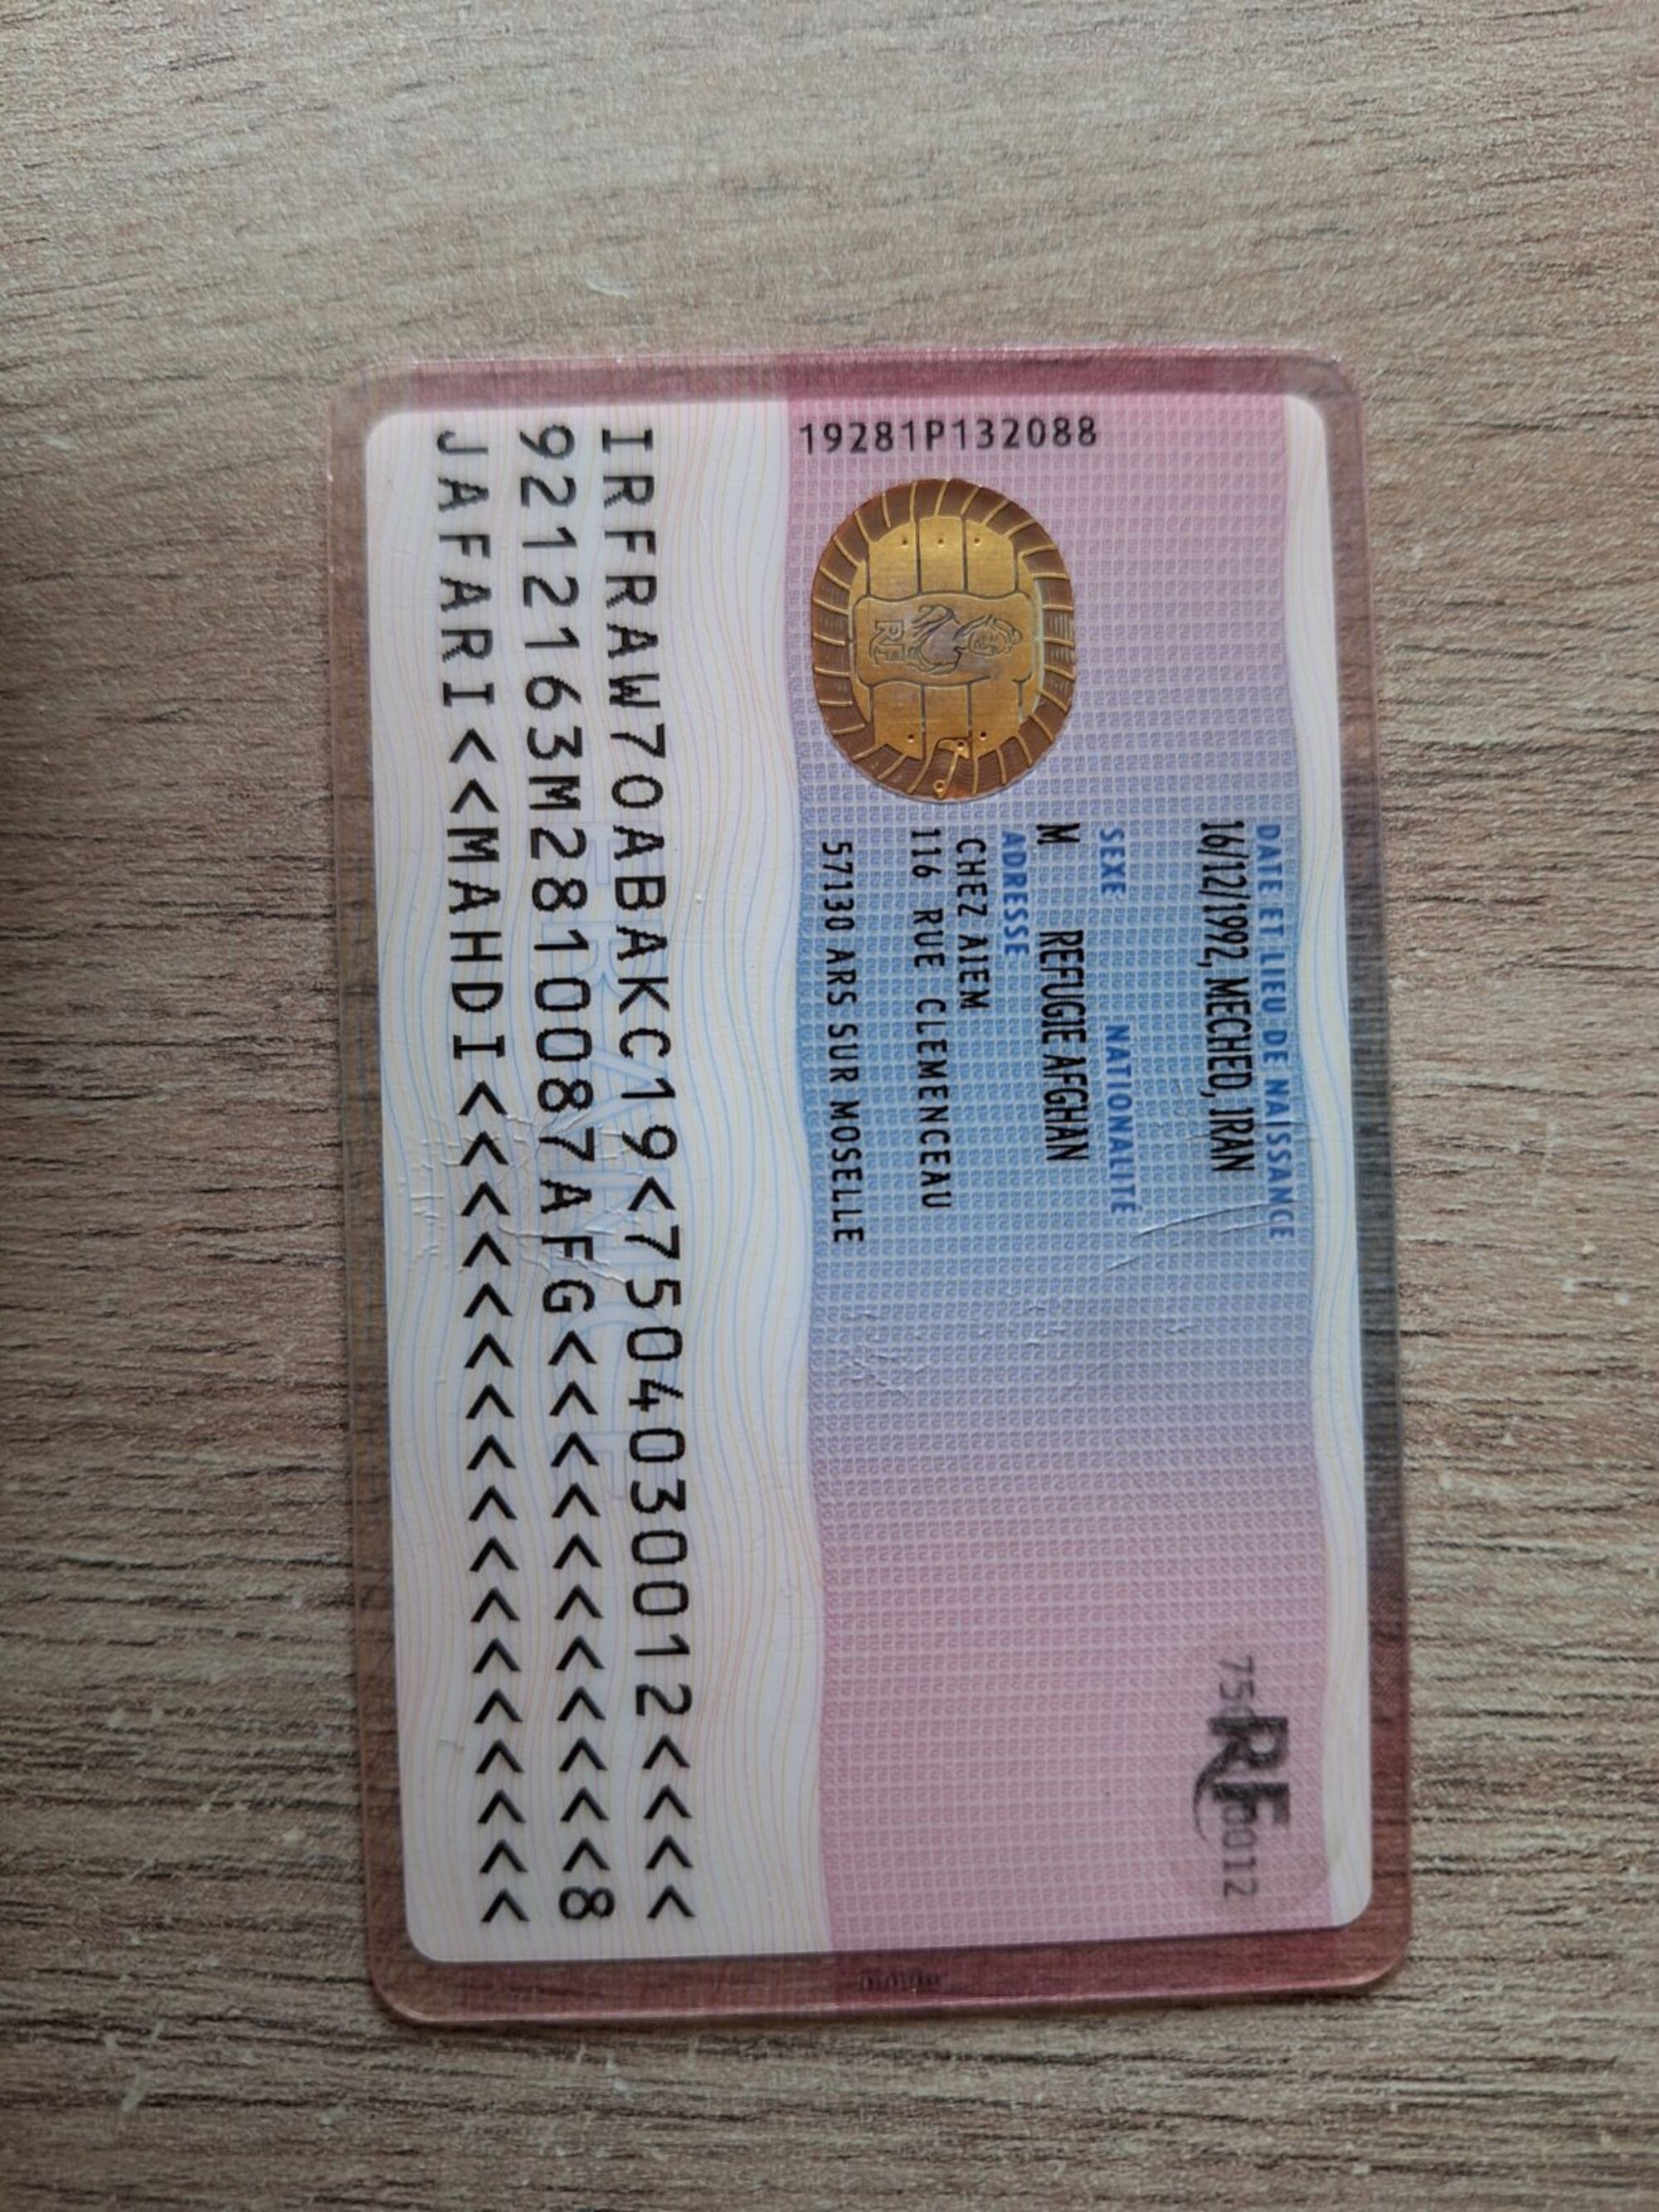 DATE ET LIEU DE NAISSANCE
16/12/1992, MECHED, IRAN
SEXE NATIONALITÉ
M REFUGIE AFGHAN
ADRESSE
CHEZ AIEM
116 RUE CLEMENCEAU
57130 ARS SUR MOSELLE
RF
19281P132088
IRFRAW70ABAKC19<7504030012<<<<
9212163M2810087AFG<<<<<<<<<<<8
JAFARI<<MAHDI<<<<<<<<<<<<<<<<<